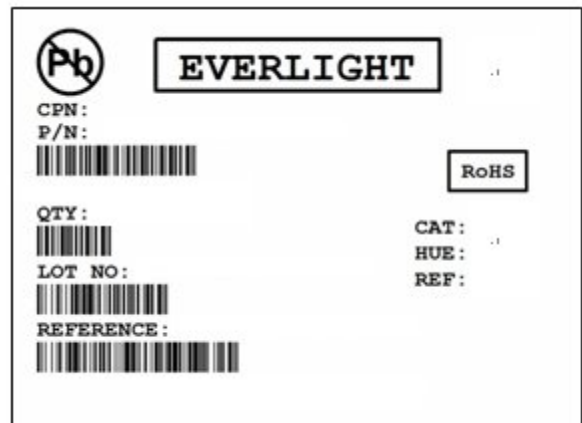 Pb
EVERLIGHT
CPN:
P/N:
RoHS
QTY:
CAT:
HUE:
LOT NO:
REF:
REFERENCE: